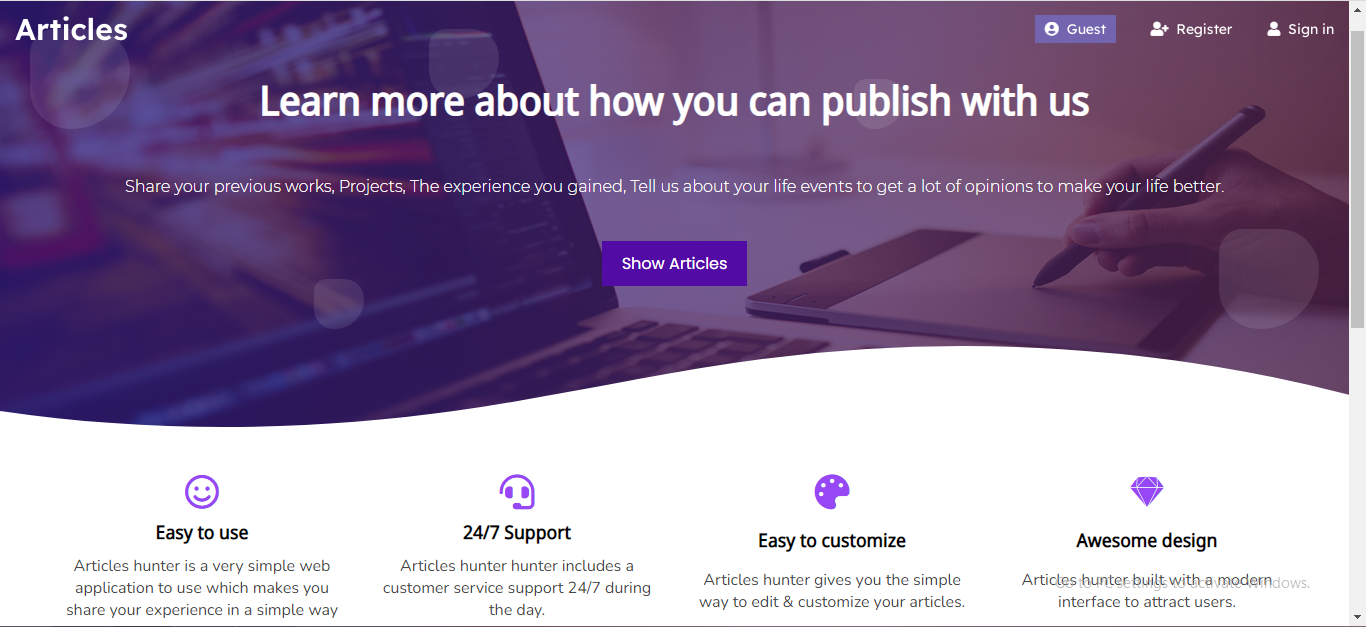 Articles
Guest
Register
Sign in
Learn more about how you can publish with us
Share your previous works, Projects, The experience you gained, Tell us about your life events to get a lot of opinions to make your life better.
Show Articles
Easy to use
Articles hunter is a very simple web
application to use which makes you
share your experience in a simple way
24/7 Support
Articles hunter includes a
customer service support 24/7 during
the day.
Easy to customize
Articles hunter gives you the simple
way to edit & customize your articles.
Awesome design
Articles hunter built with a modern
interface to attract users.
Go to PC settings to activate Windows.